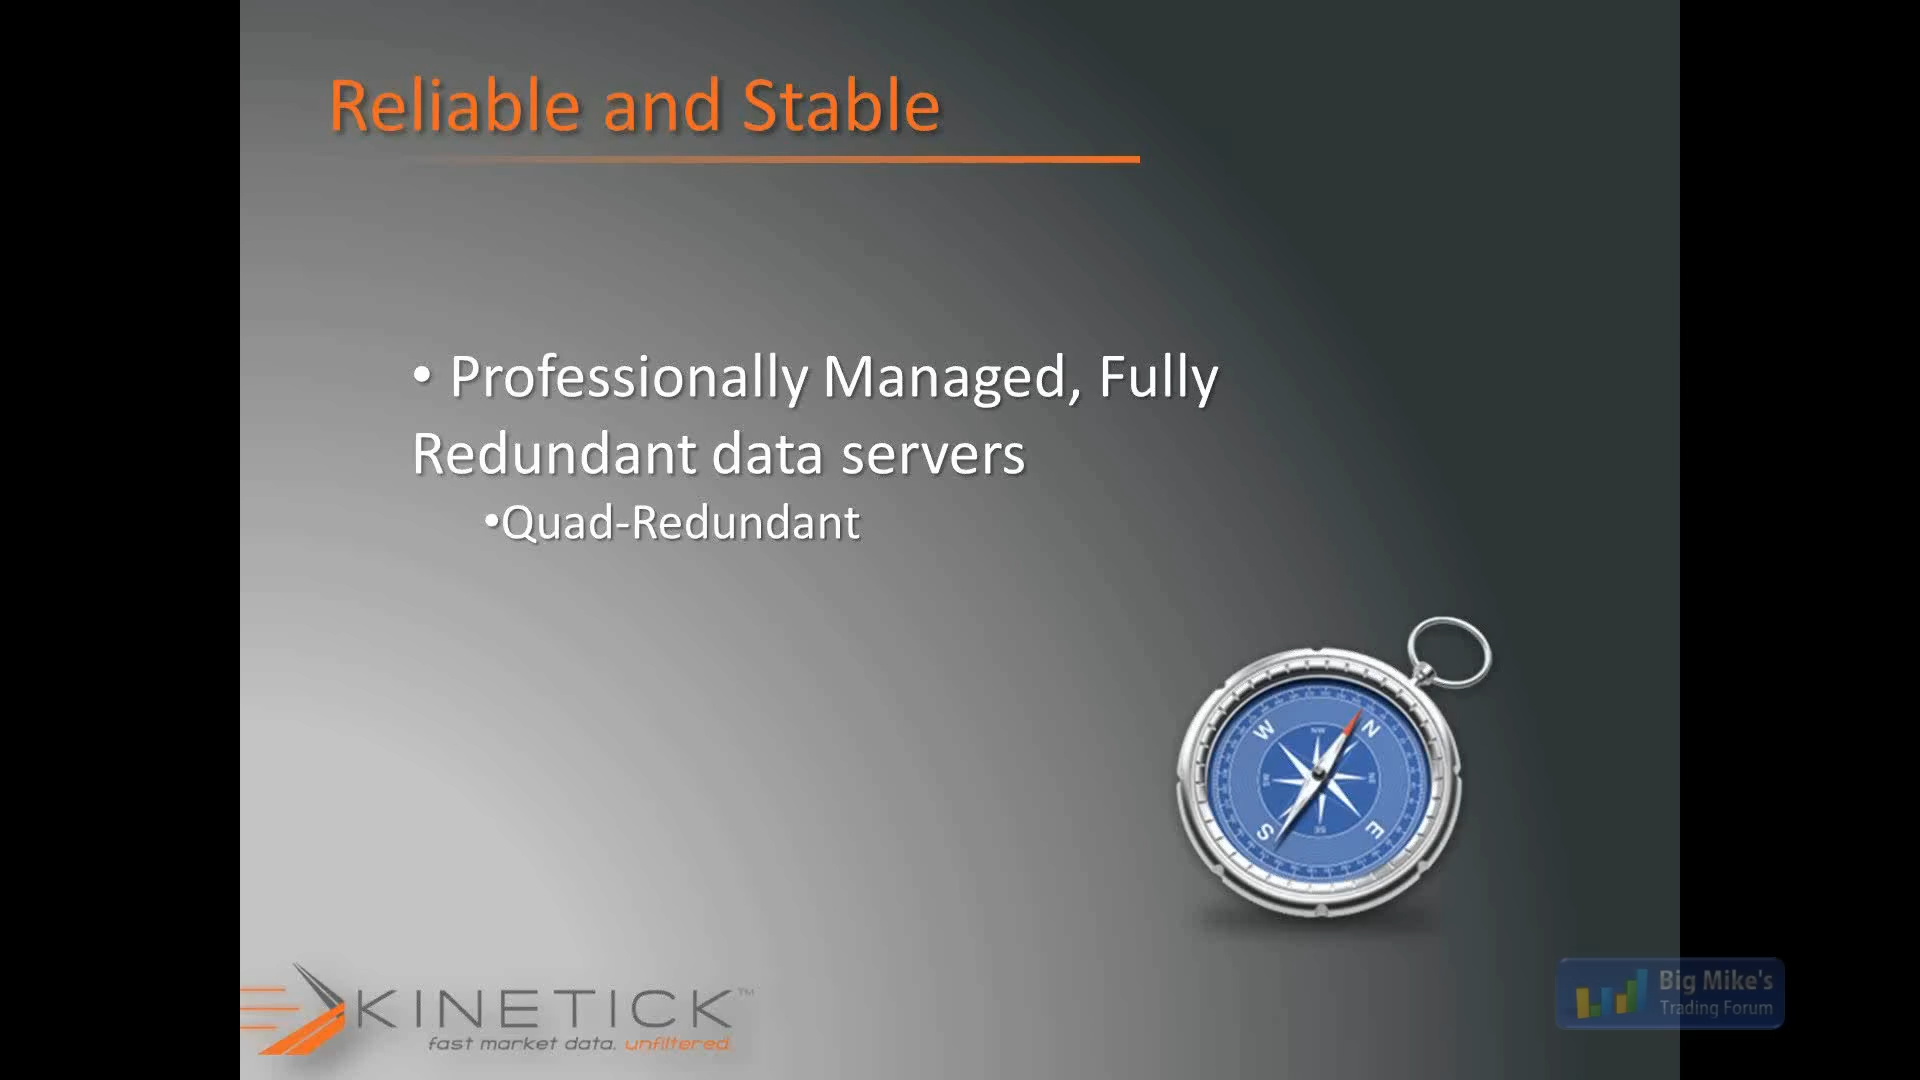 Reliable and Stable
• Professionally Managed, Fully
Redundant data servers
•Quad-Redundant
W
N
S
E
NW
KINETICK™
fast market data. unfiltered.
Big Mike's
Trading Forum